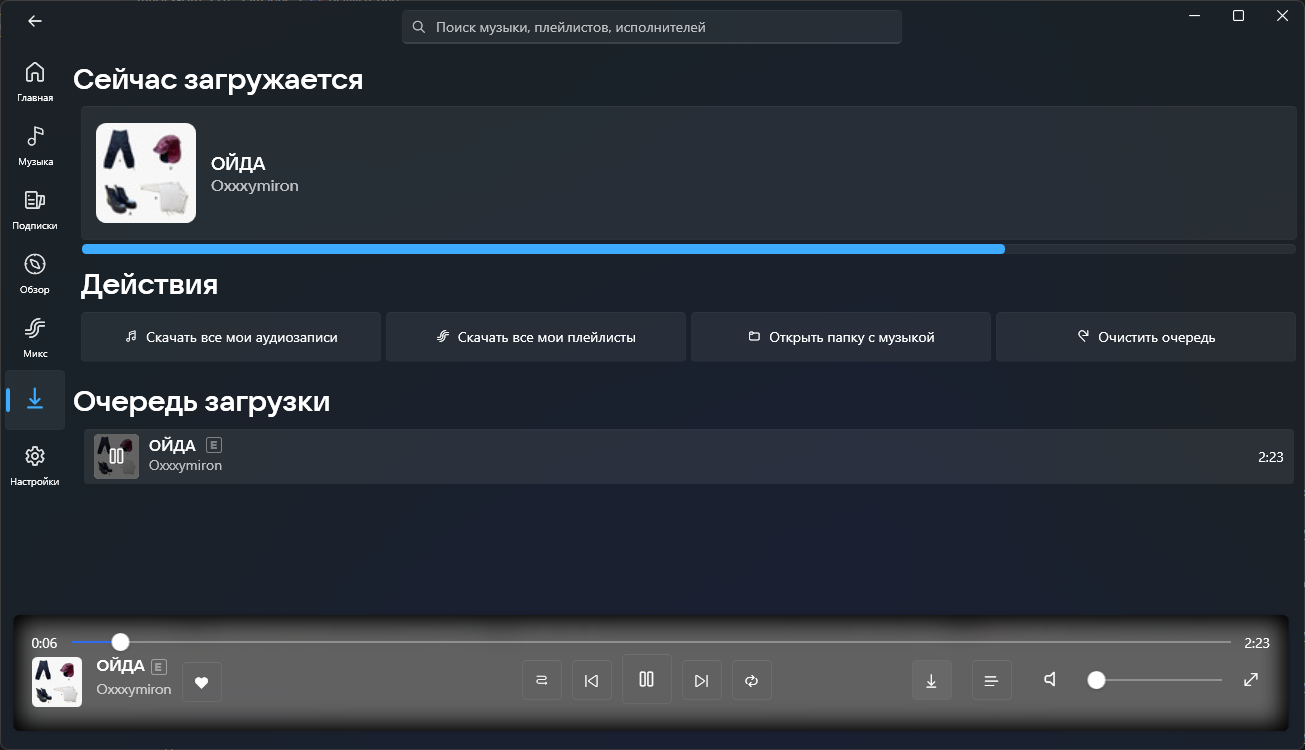 Поиск музыки, плейлистов, исполнителей
Главная
Музыка
Подписки
Обзор
Микс
Настройки
Сейчас загружается
ОЙДА
Oxxxymiron
Действия
Скачать все мои аудиозаписи
Скачать все мои плейлисты
Открыть папку с музыкой
Очистить очередь
Очередь загрузки
ОЙДА E
Oxxxymiron
2:23
0:06
2:23
ОЙДА E
Oxxxymiron